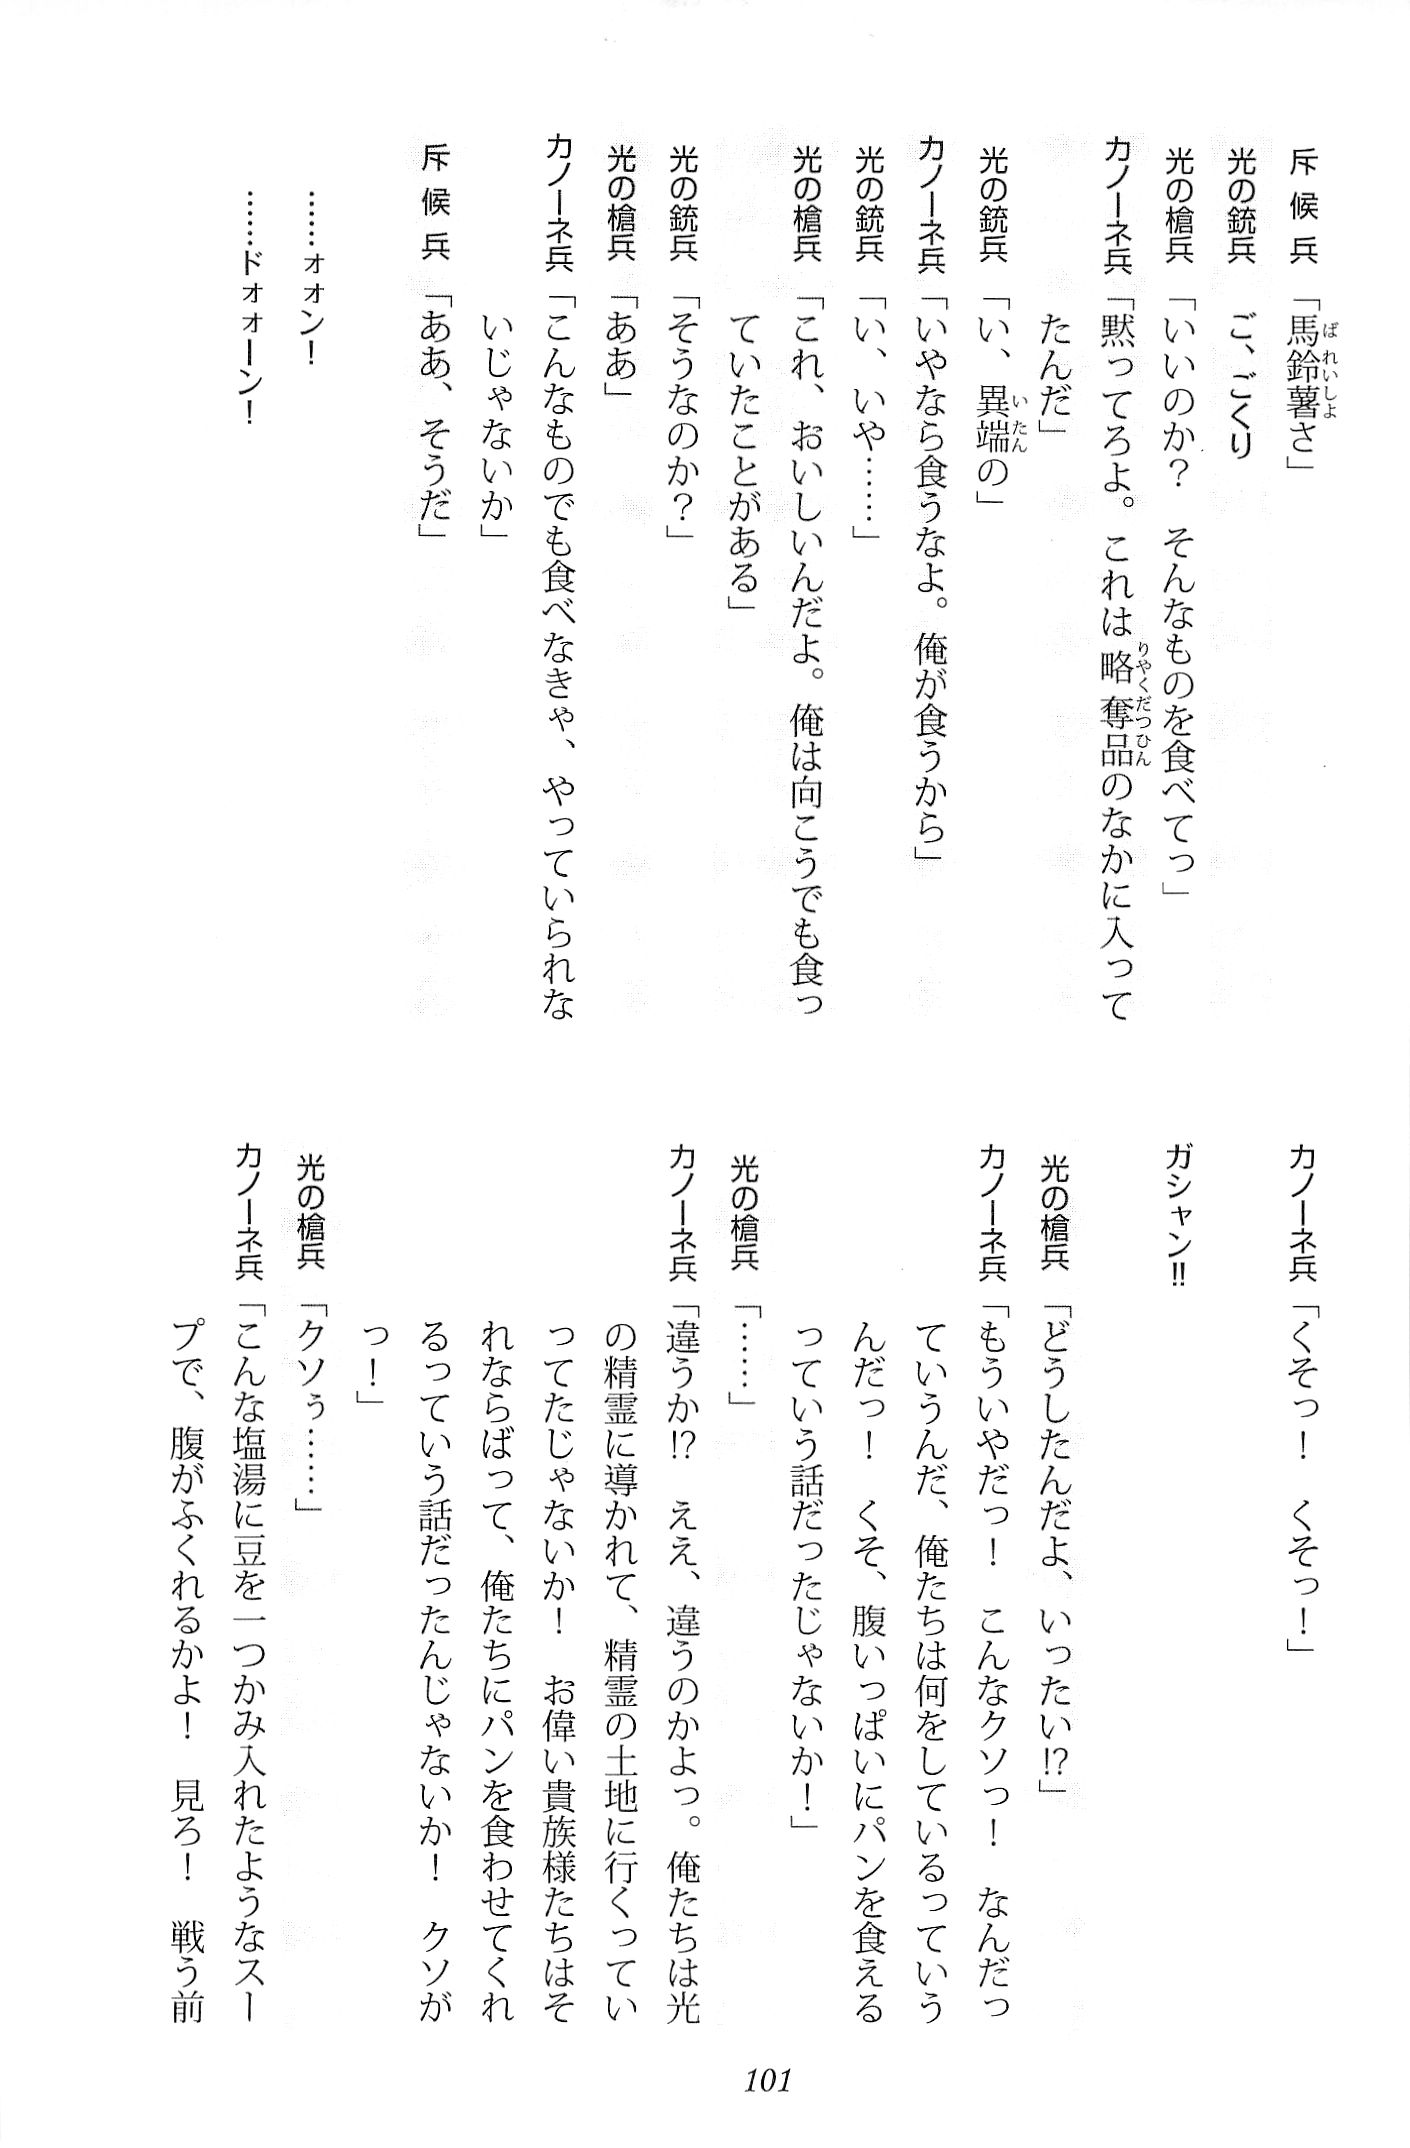 斥候兵「馬鈴薯さ」
光の銃兵 ご、ごくり
光の槍兵「いいのか？　そんなものを食べてっ」
カノーネ兵「黙ってろよ。これは略奪品のなかに入って
たんだ」
光の銃兵「い、異端の」
カノーネ兵「いやなら食うなよ。俺が食うから」
光の銃兵「い、いや……」
光の槍兵「これ、おいしいんだよ。俺は向こうでも食っ
ていたことがある」
光の銃兵「そうなのか？」
光の槍兵「ああ」
カノーネ兵「こんなものでも食べなきゃ、やっていられな
いじゃないか」
斥候兵「ああ、そうだ」
……ォォン！
……ドォォーン！
カノーネ兵「くそっ！　くそっ！」
ガシャン!!
光の槍兵「どうしたんだよ、いったい!?」
カノーネ兵「もういやだっ！　こんなクソっ！　なんだっ
ていうんだ、俺たちは何をしているっていう
んだっ！　くそ、腹いっぱいにパンを食える
っていう話だったじゃないか！」
光の槍兵「……」
カノーネ兵「違うか!?　ええ、違うのかよっ。俺たちは光
の精霊に導かれて、精霊の土地に行くってい
ってたじゃないか！　お偉い貴族様たちはそ
れならばって、俺たちにパンを食わせてくれ
るっていう話だったんじゃないか！　クソが
っ！」
光の槍兵「クソぅ……」
カノーネ兵「こんな塩湯に豆を一つかみ入れたようなスー
プで、腹がふくれるかよ！　見ろ！　戦う前
101